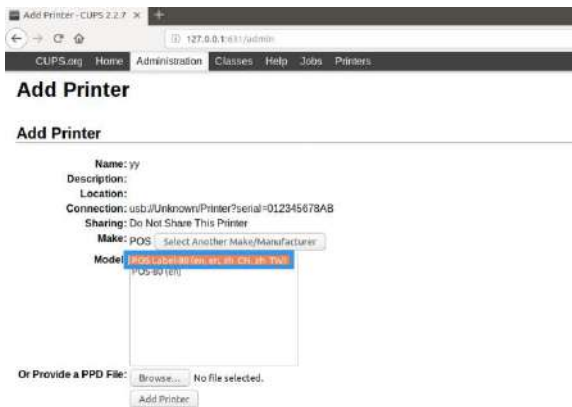 Add Printer - CUPS 2.2.7
127.0.0.1:631/admin
CUPS.org Home Administration Classes Help Jobs Printers
Add Printer
Add Printer
Name: yy
Description:
Location:
Connection: usb://Unknown/Printer?serial=012345678AB
Sharing: Do Not Share This Printer
Make: POS Select Another Make/Manufacturer
Model: POS Label-80 (en, en, zh_CN, zh_TW)
POS-80 (en)
Or Provide a PPD File: Browse... No file selected.
Add Printer